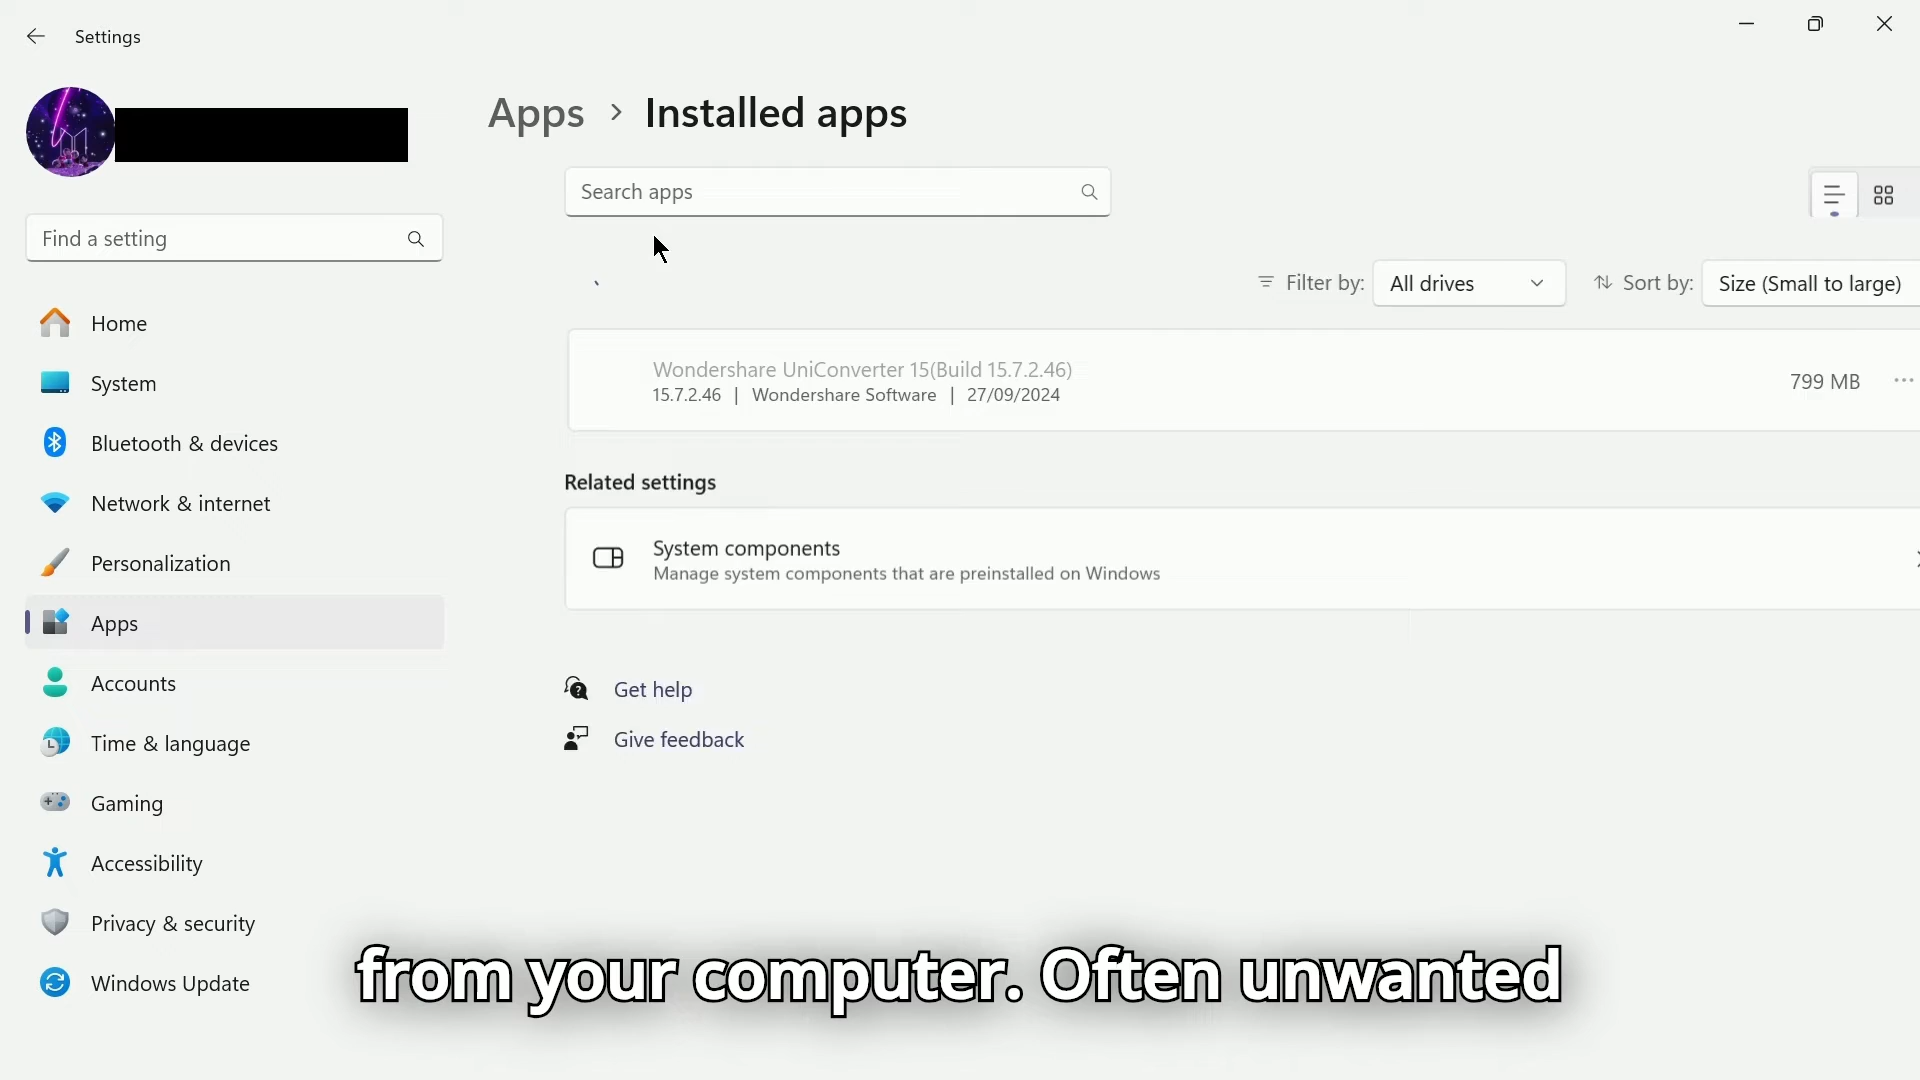 Settings
Apps > Installed apps
Search apps
Find a setting
Filter by: All drives
Sort by: Size (Small to large)
Home
Wondershare UniConverter 15(Build 15.7.2.46)
15.7.2.46 | Wondershare Software | 27/09/2024
799 MB
System
Bluetooth & devices
Related settings
Network & internet
System components
Manage system components that are preinstalled on Windows
Personalization
Apps
Accounts
Get help
Time & language
Give feedback
Gaming
Accessibility
Privacy & security
Windows Update
from your computer. Often unwanted